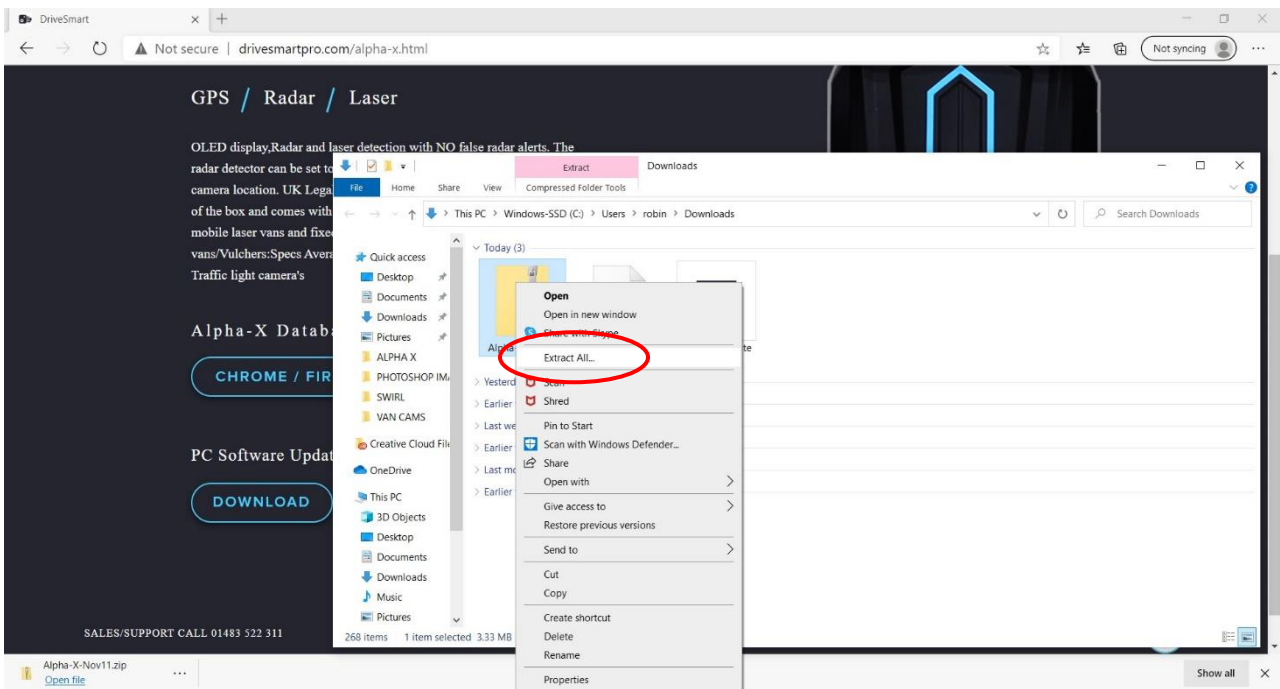 DriveSmart
Not secure | drivesmartpro.com/alpha-x.html
Not syncing
GPS / Radar / Laser
OLED display,Radar and laser detection with NO false radar alerts. The
radar detector can be set to
camera location. UK Lega
of the box and comes with
mobile laser vans and fixe
vans/Vulchers:Specs Avera
Traffic light camera's
Alpha-X Datab
CHROME / FIR
PC Software Updat
DOWNLOAD
SALES/SUPPORT CALL 01483 522 311
Extract
Downloads
File
Home
Share
View
Compressed Folder Tools
This PC > Windows-SSD (C:) > Users > robin > Downloads
Search Downloads
Quick access
Desktop
Documents
Downloads
Pictures
ALPHA X
PHOTOSHOP IM
SWIRL
VAN CAMS
Creative Cloud File
OneDrive
This PC
3D Objects
Desktop
Documents
Downloads
Music
Pictures
Today (3)
Alpha-
te
Yesterd
Earlier
Last we
Earlier
Last mo
Earlier
Open
Open in new window
Share with Skype
Extract All...
Scan
Shred
Pin to Start
Scan with Windows Defender...
Share
Open with
Give access to
Restore previous versions
Send to
Cut
Copy
Create shortcut
Delete
Rename
Properties
268 items
1 item selected 3.33 MB
Alpha-X-Nov11.zip
Open file
Show all